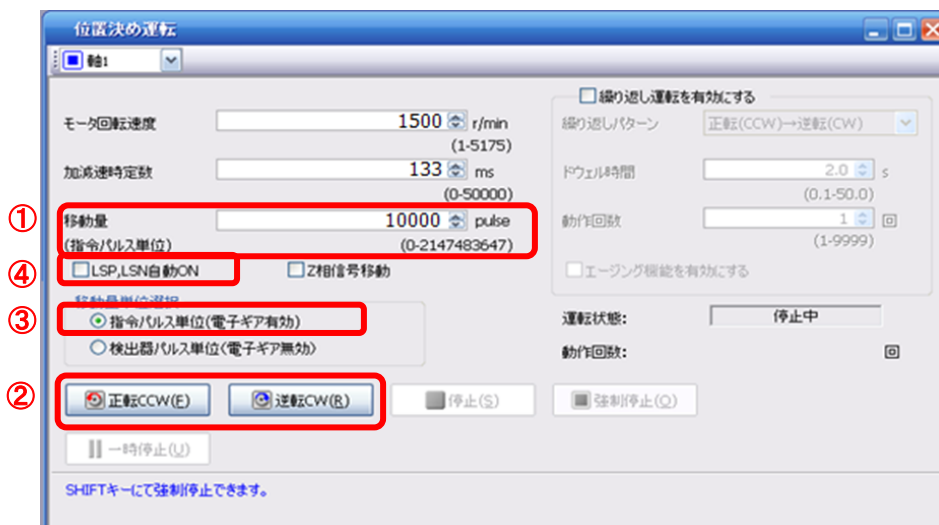 位置決め運転
軸1
モータ回転速度 1500 r/min
(1-5175)
加減速時定数 133 ms
(0-50000)
① 移動量 10000 pulse
(指令パルス単位) (0-2147483647)
④ LSP,LSN自動ON Z相信号移動
移動量単位選択
③ 指令パルス単位(電子ギア有効)
検出器パルス単位(電子ギア無効)
繰り返し運転を有効にする
繰り返しパターン 正転(CCW)→逆転(CW)
ドウェル時間 2.0 s
(0.1-50.0)
動作回数 1 回
(1-9999)
エージング機能を有効にする
運転状態: 停止中
動作回数: 回
② 正転CCW(F) 逆転CW(R) 停止(S) 強制停止(Q)
一時停止(U)
SHIFTキーにて強制停止できます。